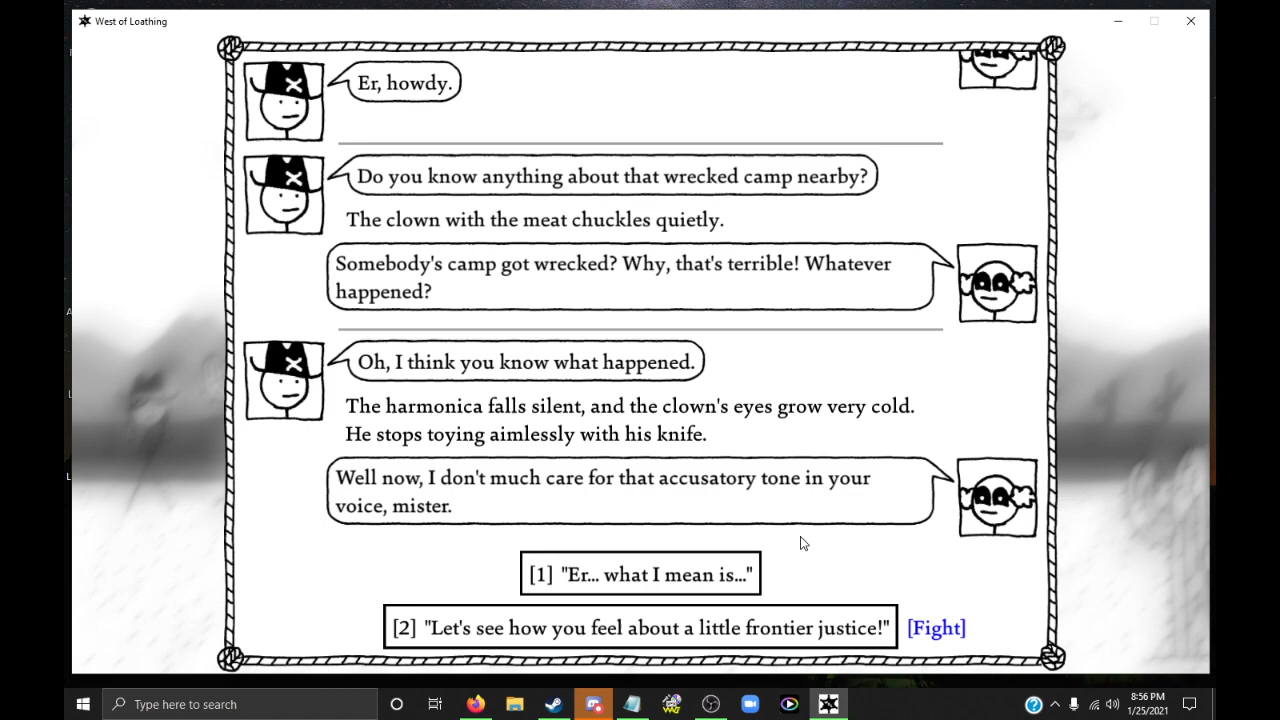 West of Loathing
Er, howdy.
Do you know anything about that wrecked camp nearby?
The clown with the meat chuckles quietly.
Somebody's camp got wrecked? Why, that's terrible! Whatever
happened?
Oh, I think you know what happened.
The harmonica falls silent, and the clown's eyes grow very cold.
He stops toying aimlessly with his knife.
Well now, I don't much care for that accusatory tone in your
voice, mister.
[1] "Er... what I mean is..."
[2] "Let's see how you feel about a little frontier justice!" [Fight]
Type here to search
8:56 PM
1/25/2021